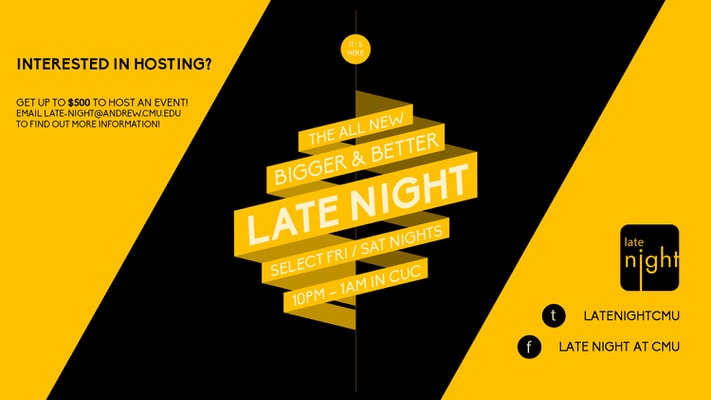 INTERESTED IN HOSTING?
GET UP TO $500 TO HOST AN EVENT!
EMAIL LATE-NIGHT@ANDREW.CMU.EDU
TO FIND OUT MORE INFORMATION!
IT'S
HERE
THE ALL NEW
BIGGER & BETTER
LATE NIGHT
SELECT FRI / SAT NIGHTS
10PM – 1AM IN CUC
late
night
t LATENIGHTCMU
f LATE NIGHT AT CMU